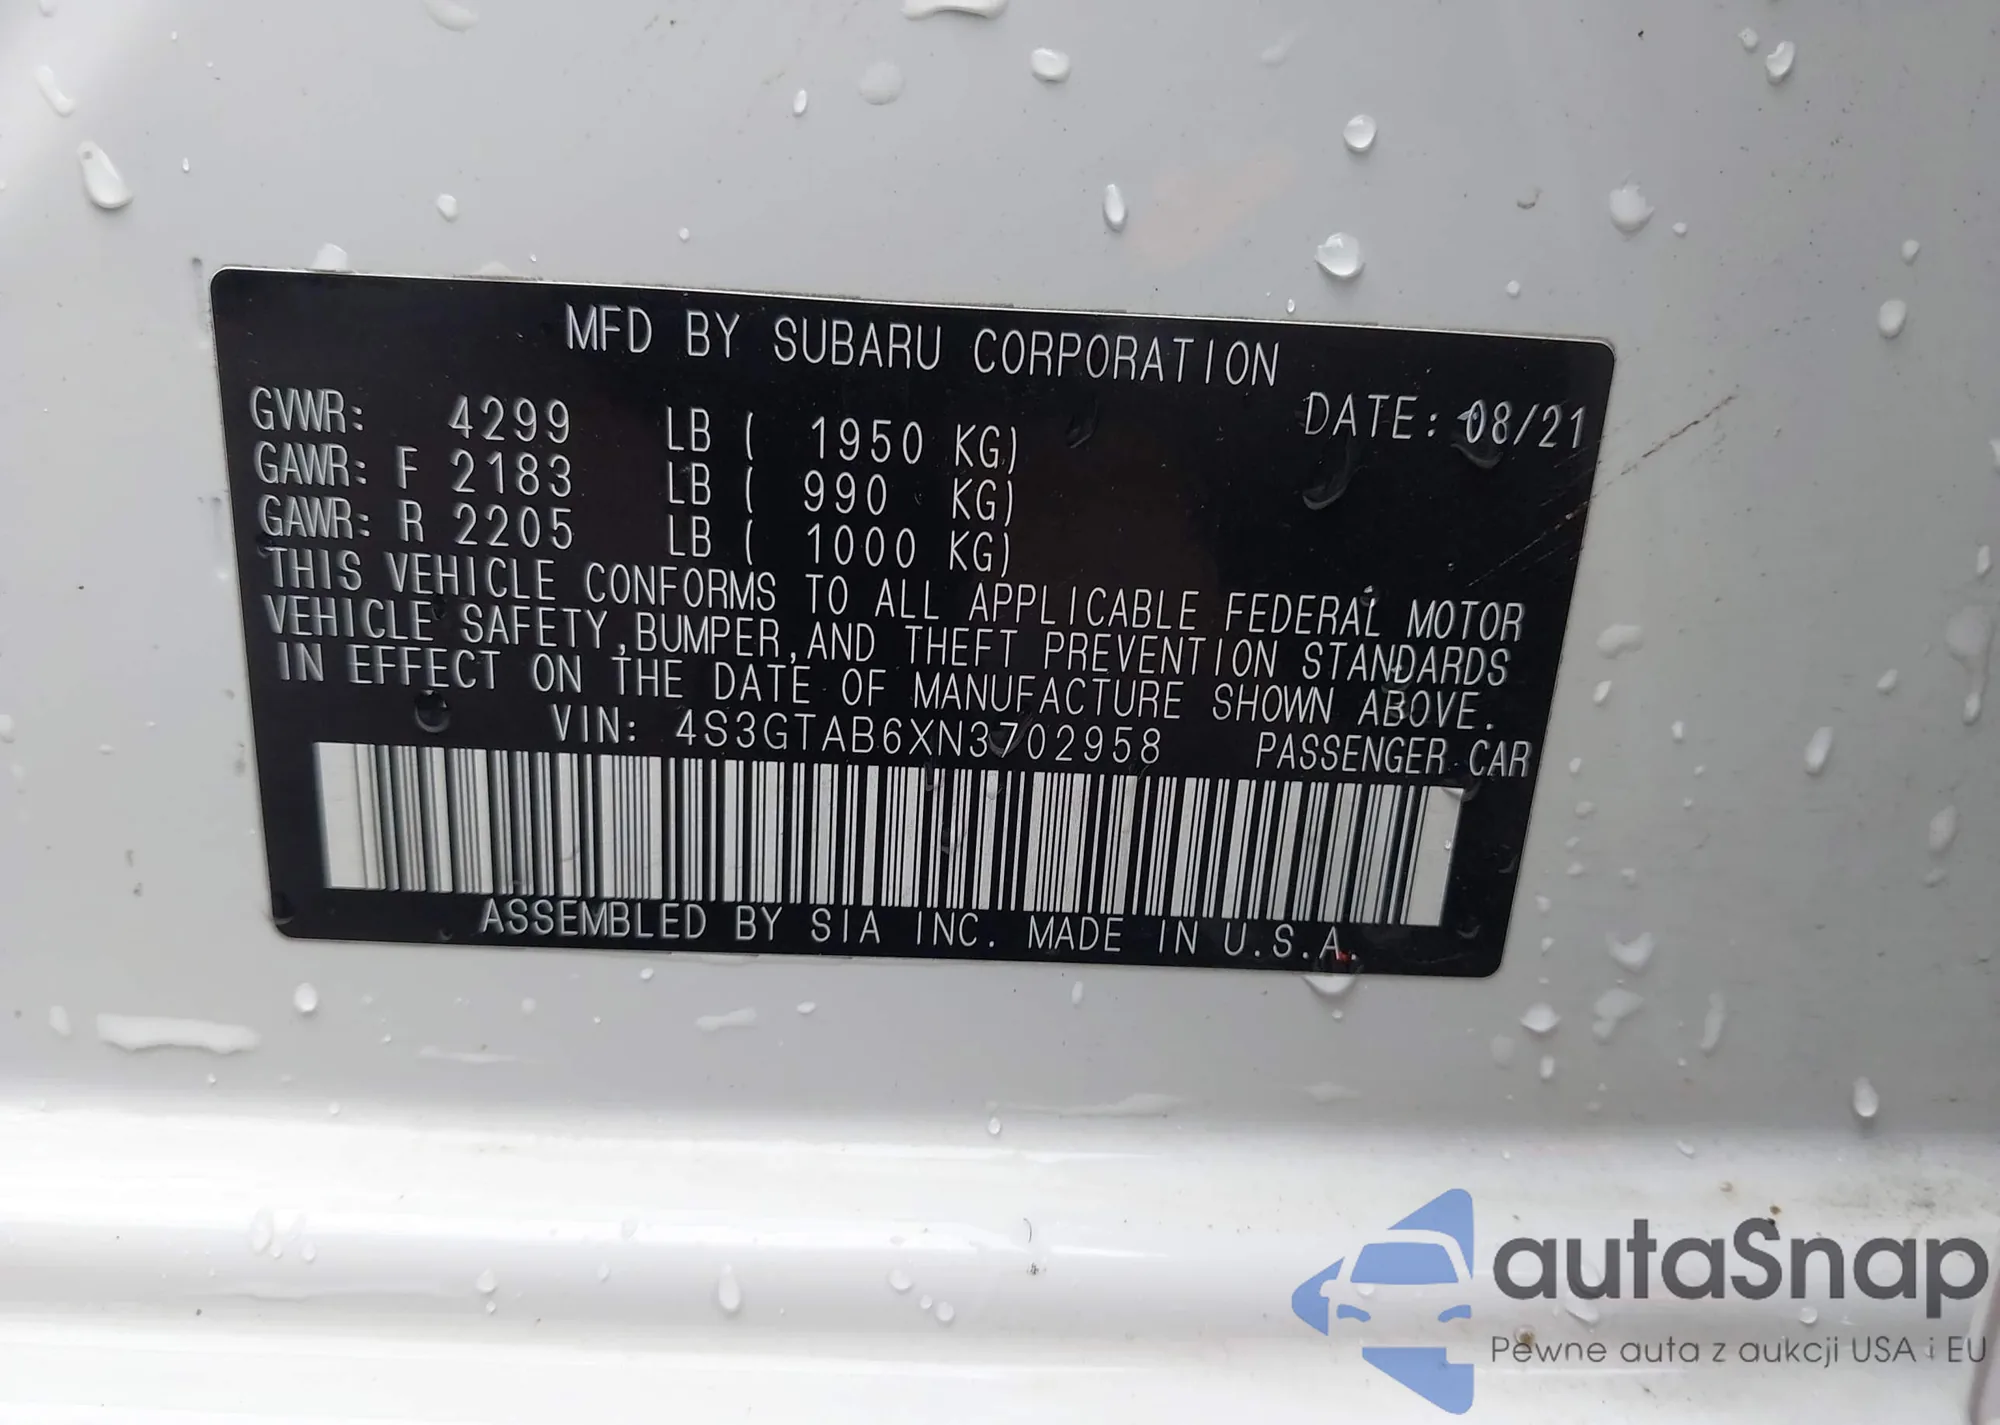 MFD BY SUBARU CORPORATION
GVWR: 4299 LB ( 1950 KG) DATE: 08/21
GAWR: F 2183 LB ( 990 KG)
GAWR: R 2205 LB ( 1000 KG)
THIS VEHICLE CONFORMS TO ALL APPLICABLE FEDERAL MOTOR
VEHICLE SAFETY,BUMPER,AND THEFT PREVENTION STANDARDS
IN EFFECT ON THE DATE OF MANUFACTURE SHOWN ABOVE.
VIN: 4S3GTAB6XN3702958 PASSENGER CAR
ASSEMBLED BY SIA INC. MADE IN U.S.A.
autaSnap
Pewne auta z aukcji USA i EU